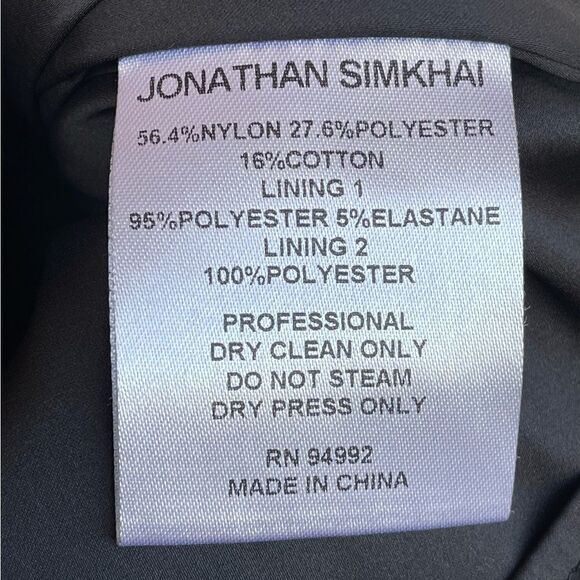 JONATHAN SIMKHAI
56.4%NYLON 27.6%POLYESTER
16%COTTON
LINING 1
95%POLYESTER 5%ELASTANE
LINING 2
100%POLYESTER
PROFESSIONAL
DRY CLEAN ONLY
DO NOT STEAM
DRY PRESS ONLY
RN 94992
MADE IN CHINA